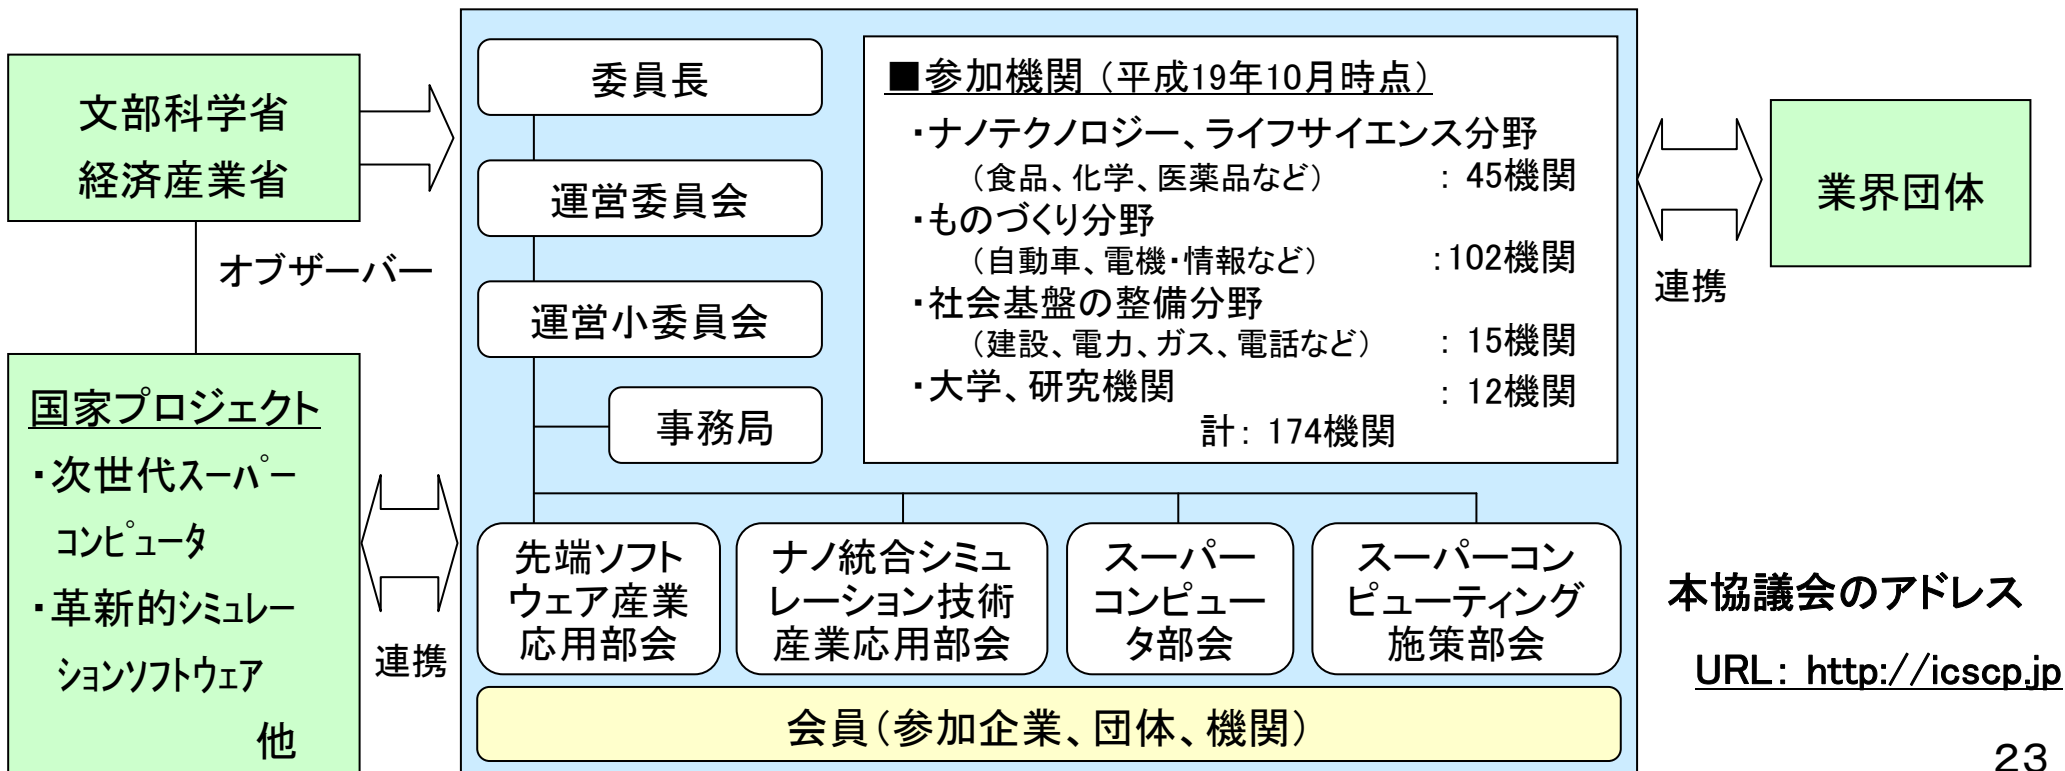 文部科学省
経済産業省
オブザーバー
国家プロジェクト
・次世代スーパー
コンピュータ
・革新的シミュレー
ションソフトウェア
他
連携
委員長
運営委員会
運営小委員会
事務局
■参加機関（平成19年10月時点）
・ナノテクノロジー、ライフサイエンス分野
（食品、化学、医薬品など）　：45機関
・ものづくり分野
（自動車、電機・情報など）　：102機関
・社会基盤の整備分野
（建設、電力、ガス、電話など）　：15機関
・大学、研究機関　：12機関
計：174機関
先端ソフト
ウェア産業
応用部会
ナノ統合シミュ
レーション技術
産業応用部会
スーパー
コンピュー
タ部会
スーパーコン
ピューティング
施策部会
会員（参加企業、団体、機関）
連携
業界団体
本協議会のアドレス
URL：http://icscp.jp
23